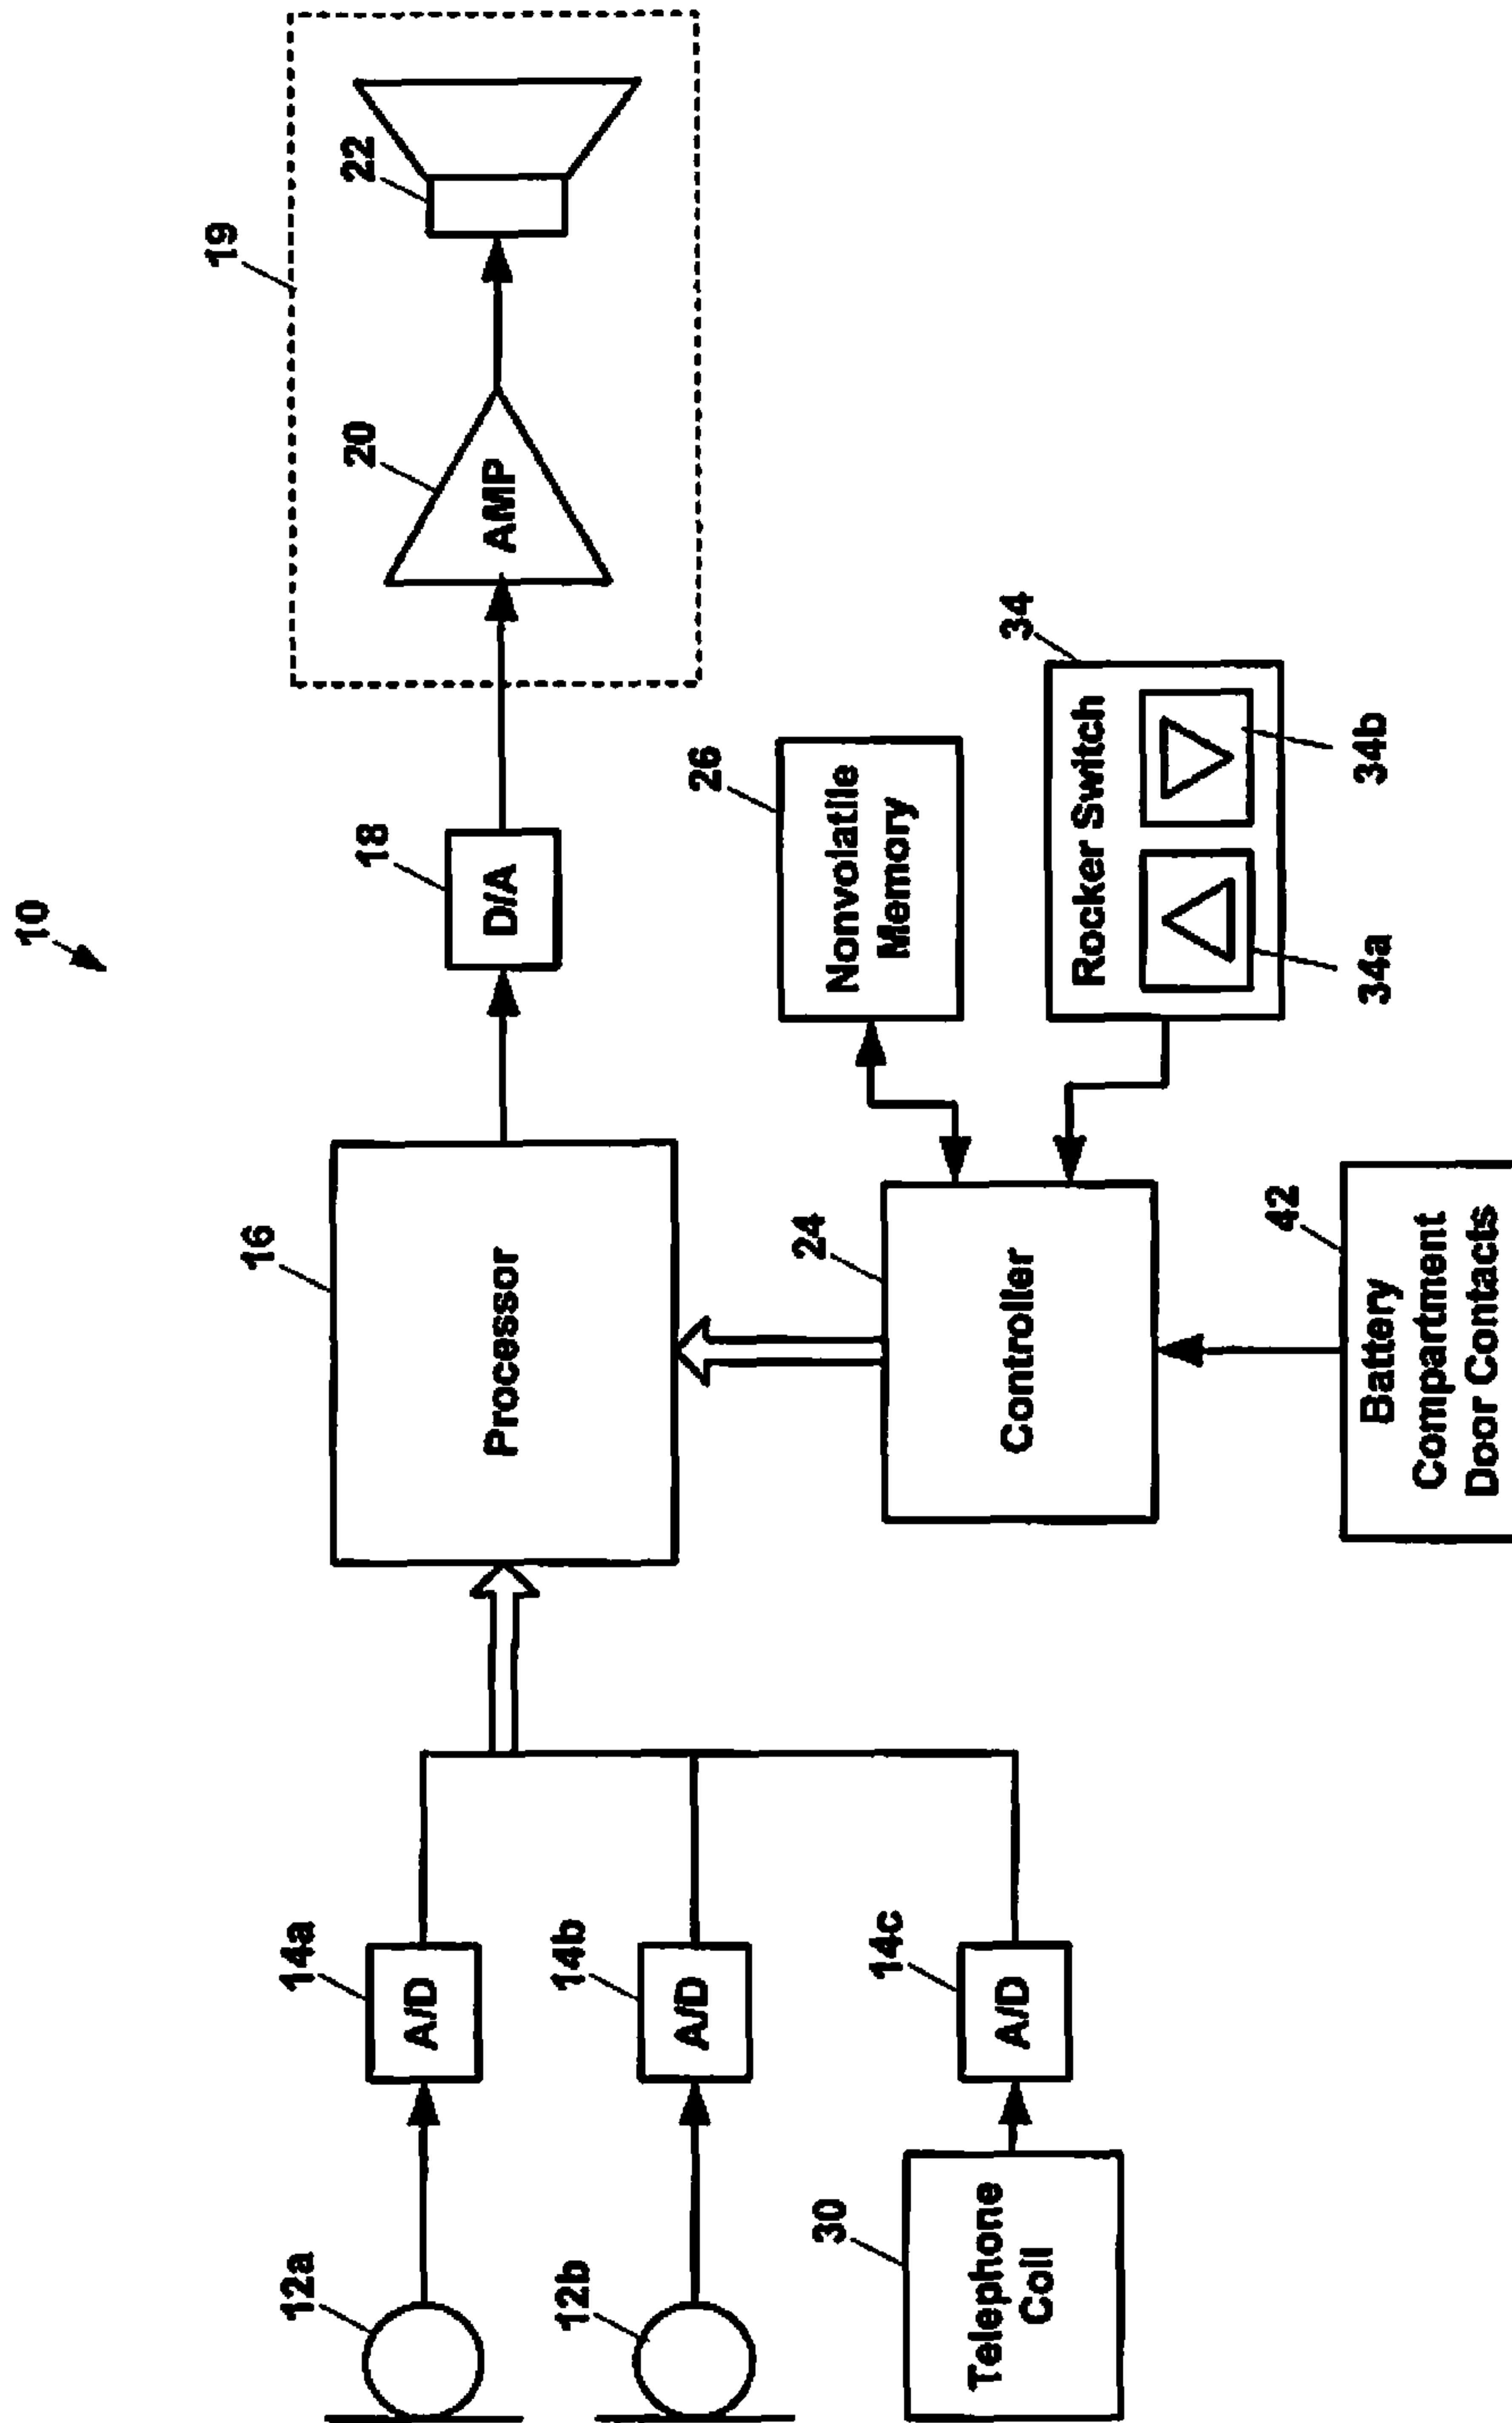 10
12a
14a
A/D
12b
14b
A/D
30
Telephone
Coil
14c
A/D
16
Processor
18
D/A
19
20
AMP
22
24
Controller
26
Nonvolatile
Memory
34
Rocker Switch
34a
34b
42
Battery
Compartment
Door Contacts